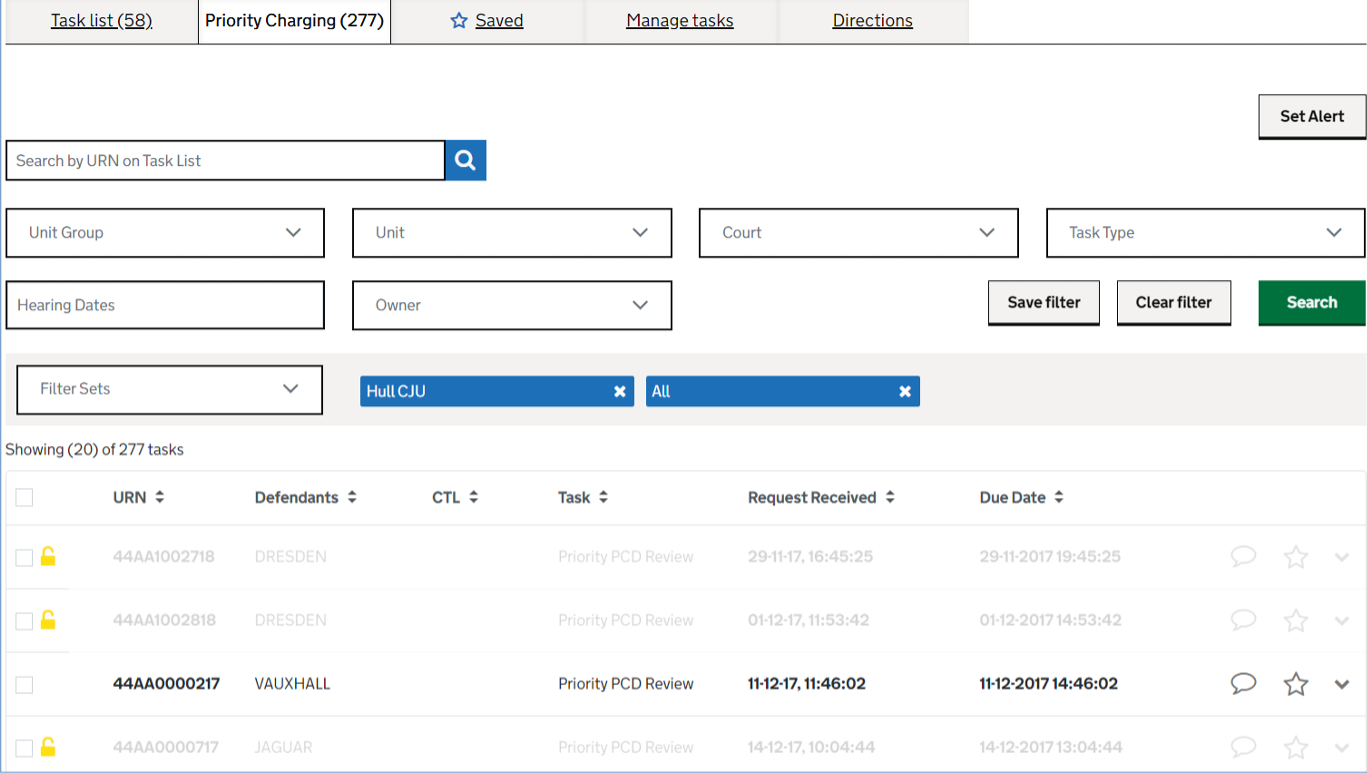 Task list (58) Priority Charging (277) Saved Manage tasks Directions
Set Alert
Search by URN on Task List
Unit Group Unit Court Task Type
Hearing Dates Owner Save filter Clear filter Search
Filter Sets Hull CJU All
Showing (20) of 277 tasks
URN Defendants CTL Task Request Received Due Date
44AA1002718 DRESDEN Priority PCD Review 29-11-17, 16:45:25 29-11-2017 19:45:25
44AA1002818 DRESDEN Priority PCD Review 01-12-17, 11:53:42 01-12-2017 14:53:42
44AA0000217 VAUXHALL Priority PCD Review 11-12-17, 11:46:02 11-12-2017 14:46:02
44AA0000717 JAGUAR Priority PCD Review 14-12-17, 10:04:44 14-12-2017 13:04:44